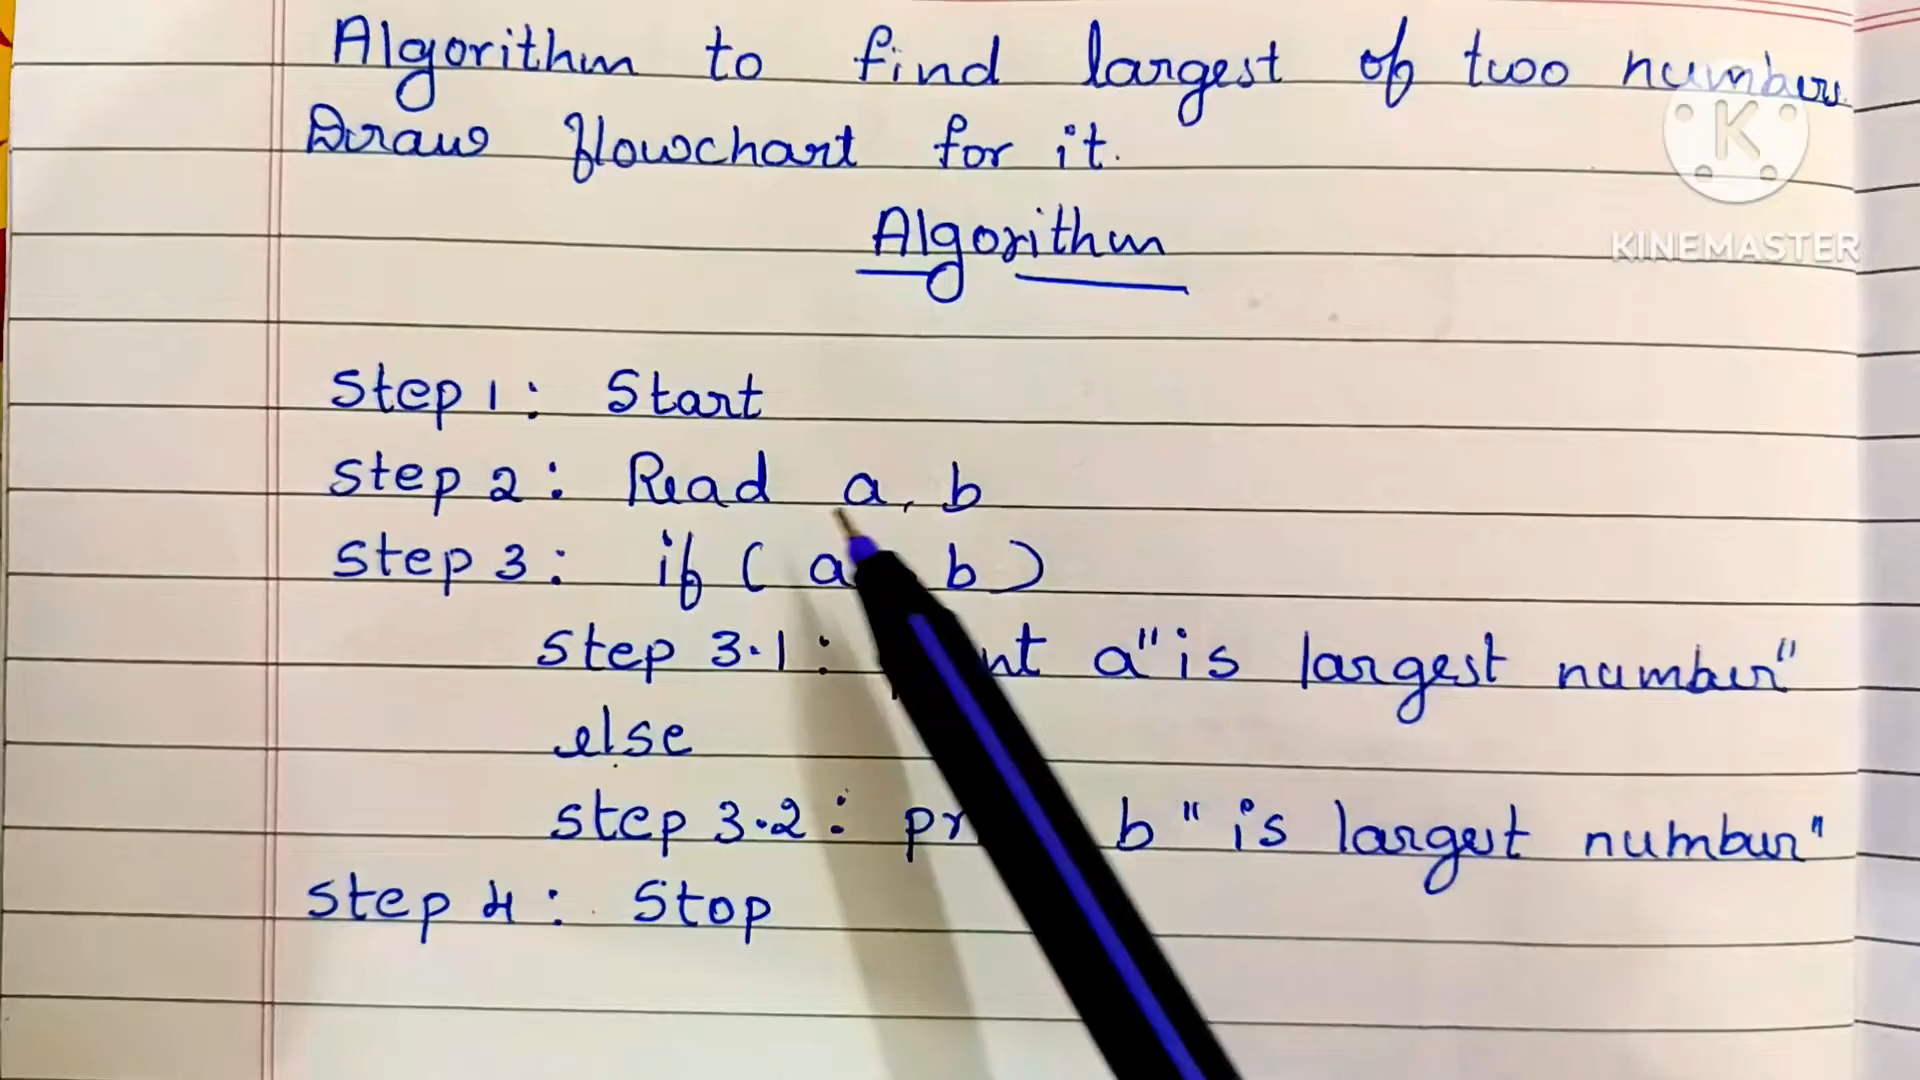 Algorithm to find largest of two numbers.
Draw flowchart for it.
K
KINEMASTER
Algorithm
Step 1: Start
Step 2: Read a, b
Step 3: if ( a b )
Step 3.1: a "is largest number"
else
Step 3.2: b "is largest number"
Step 4: Stop